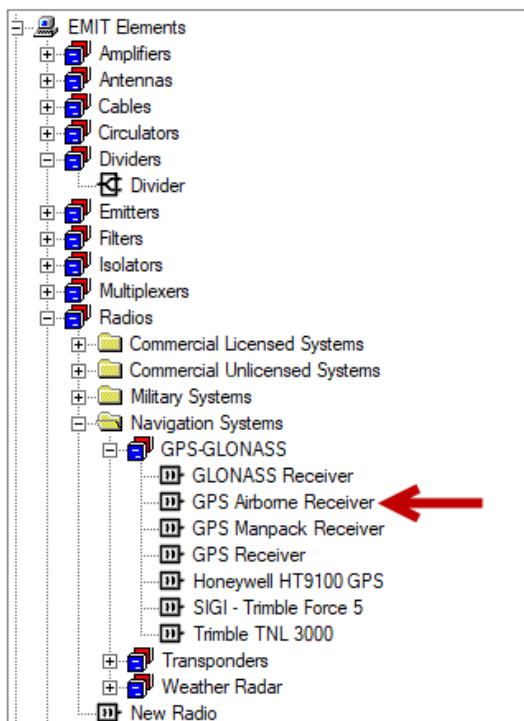 EMIT Elements
Amplifiers
Antennas
Cables
Circulators
Dividers
Divider
Emitters
Filters
Isolators
Multiplexers
Radios
Commercial Licensed Systems
Commercial Unlicensed Systems
Military Systems
Navigation Systems
GPS-GLONASS
GLONASS Receiver
GPS Airborne Receiver
GPS Manpack Receiver
GPS Receiver
Honeywell HT9100 GPS
SIGI - Trimble Force 5
Trimble TNL 3000
Transponders
Weather Radar
New Radio